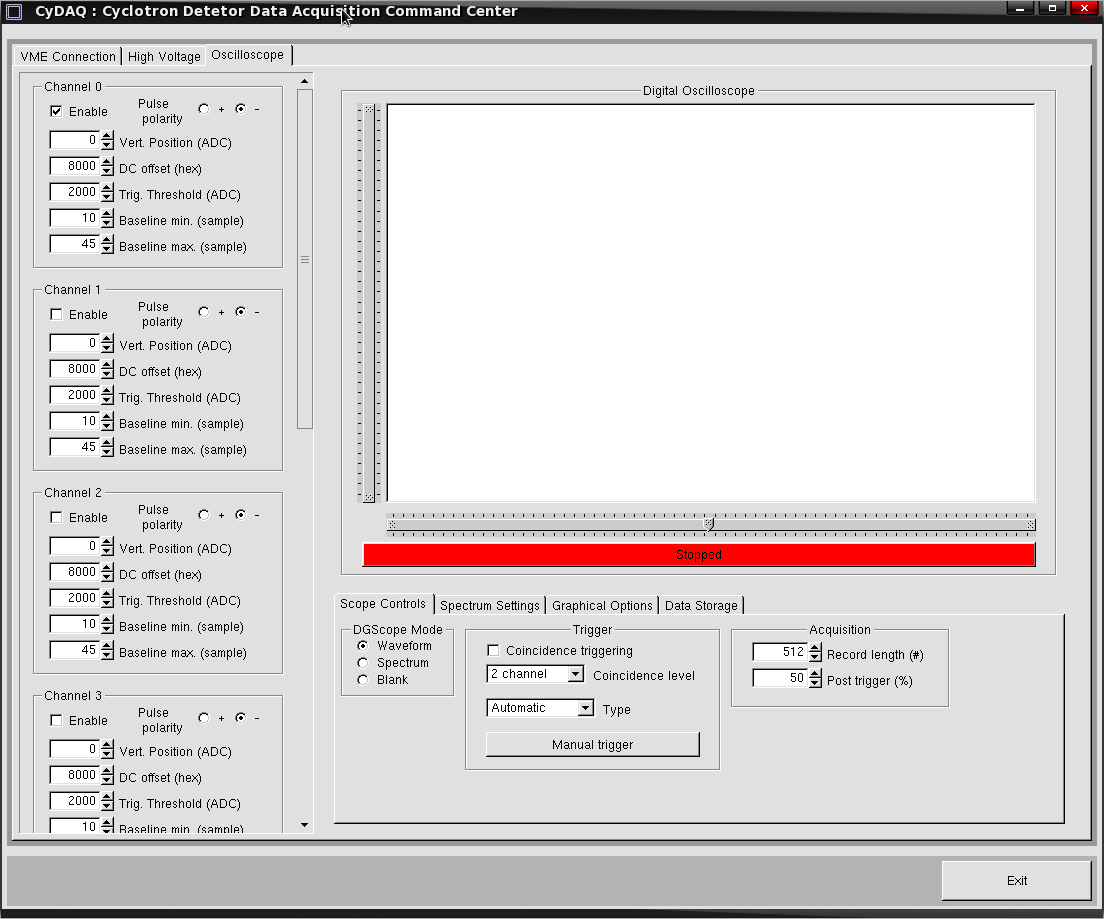 CyDAQ : Cyclotron Detetor Data Acquisition Command Center
VME Connection High Voltage Oscilloscope
Channel 0
Enable Pulse polarity + -
0 Vert. Position (ADC)
8000 DC offset (hex)
2000 Trig. Threshold (ADC)
10 Baseline min. (sample)
45 Baseline max. (sample)
Channel 1
Enable Pulse polarity + -
0 Vert. Position (ADC)
8000 DC offset (hex)
2000 Trig. Threshold (ADC)
10 Baseline min. (sample)
45 Baseline max. (sample)
Channel 2
Enable Pulse polarity + -
0 Vert. Position (ADC)
8000 DC offset (hex)
2000 Trig. Threshold (ADC)
10 Baseline min. (sample)
45 Baseline max. (sample)
Channel 3
Enable Pulse polarity + -
0 Vert. Position (ADC)
8000 DC offset (hex)
2000 Trig. Threshold (ADC)
10 Baseline min. (sample)
Digital Oscilloscope
Stopped
Scope Controls Spectrum Settings Graphical Options Data Storage
DGScope Mode
Waveform
Spectrum
Blank
Trigger
Coincidence triggering
2 channel Coincidence level
Automatic Type
Manual trigger
Acquisition
512 Record length (#)
50 Post trigger (%)
Exit